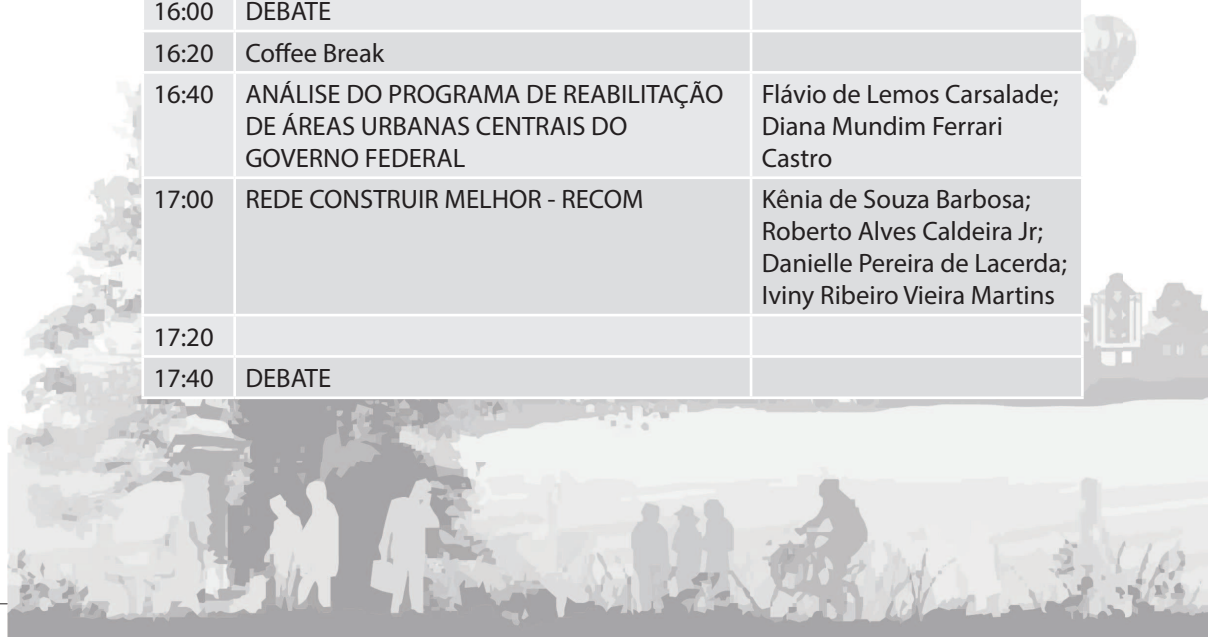 16:00 DEBATE
16:20 Coffee Break
16:40 ANÁLISE DO PROGRAMA DE REABILITAÇÃO Flávio de Lemos Carsalade;
DE ÁREAS URBANAS CENTRAIS DO Diana Mundim Ferrari
GOVERNO FEDERAL Castro
17:00 REDE CONSTRUIR MELHOR - RECOM Kênia de Souza Barbosa;
Roberto Alves Caldeira Jr;
Danielle Pereira de Lacerda;
Iviny Ribeiro Vieira Martins
17:20
17:40 DEBATE